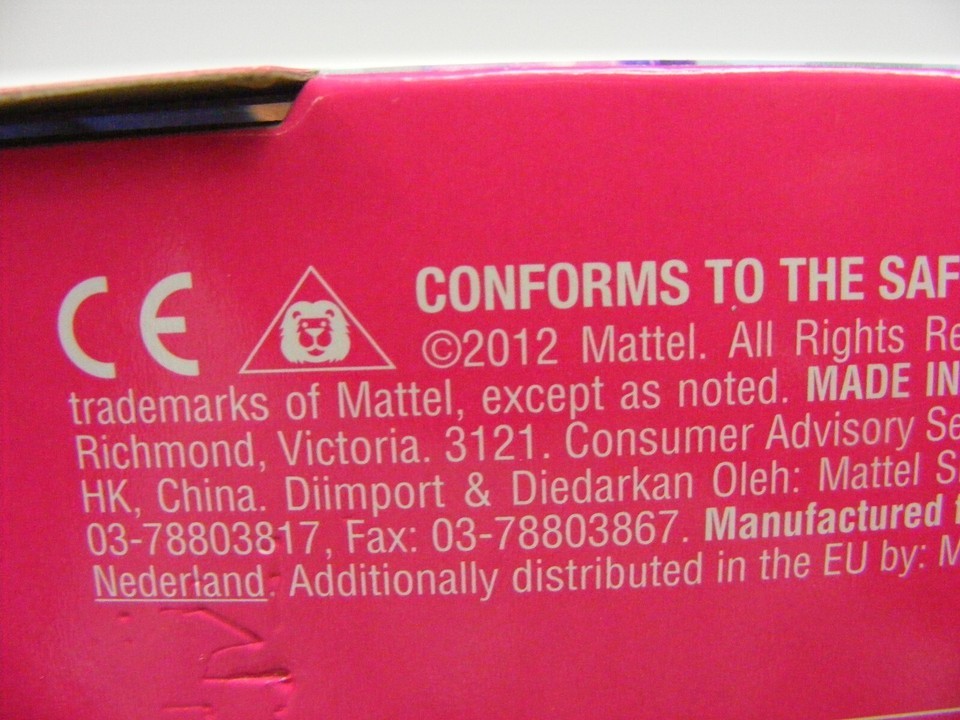 CE CONFORMS TO THE SAF
©2012 Mattel. All Rights Re
trademarks of Mattel, except as noted. MADE IN
Richmond, Victoria. 3121. Consumer Advisory Se
HK, China. Diimport & Diedarkan Oleh: Mattel S
03-78803817, Fax: 03-78803867. Manufactured f
Nederland. Additionally distributed in the EU by: M